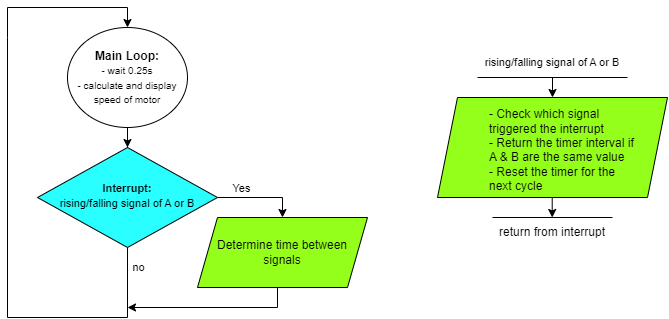 Main Loop:
- wait 0.25s
- calculate and display
speed of motor
Interrupt:
rising/falling signal of A or B
Yes
Determine time between
signals
no
rising/falling signal of A or B
- Check which signal
triggered the interrupt
- Return the timer interval if
A & B are the same value
- Reset the timer for the
next cycle
return from interrupt